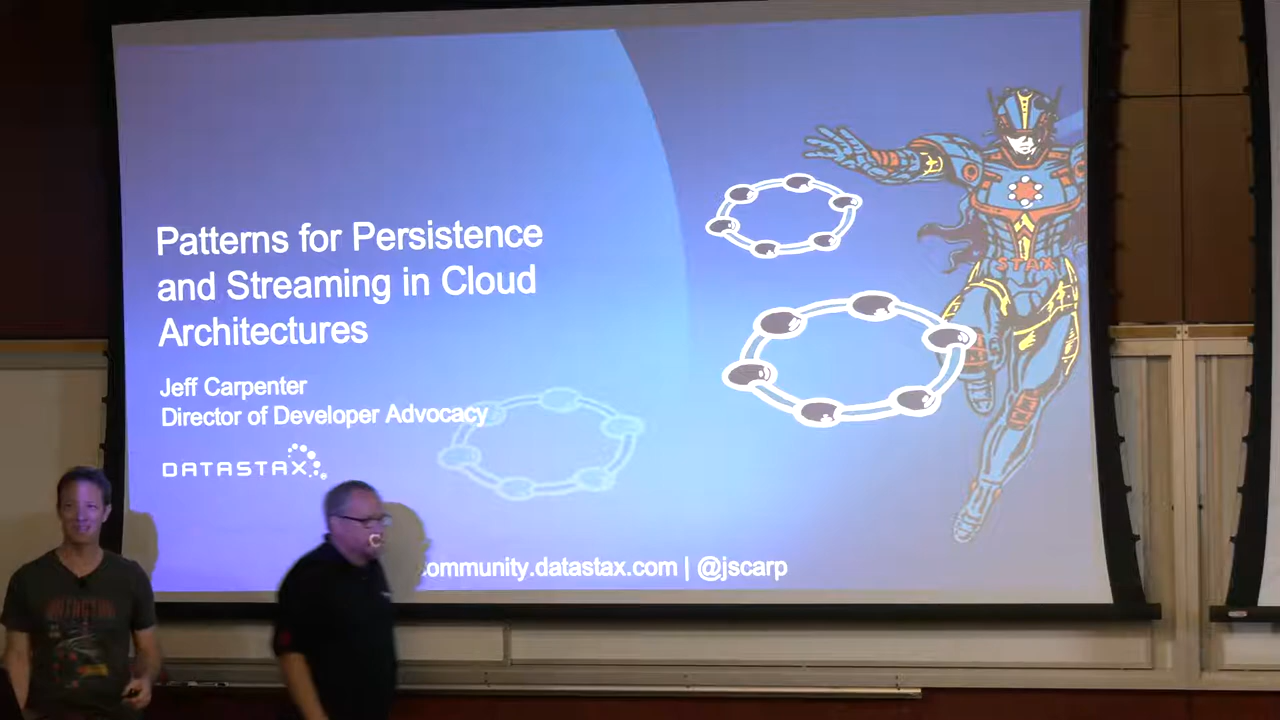 Patterns for Persistence
and Streaming in Cloud
Architectures
Jeff Carpenter
Director of Developer Advocacy
DATASTAX
community.datastax.com | @jscarp
STAX